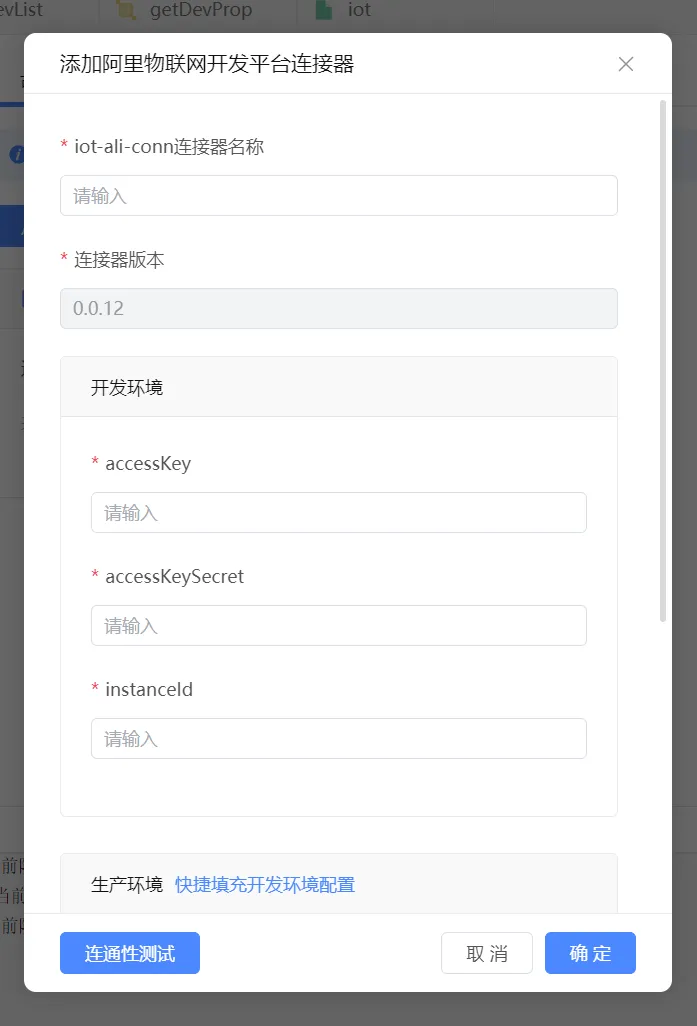 evList
getDevProp
iot
添加阿里物联网开发平台连接器
* iot-ali-conn连接器名称
请输入
* 连接器版本
0.0.12
开发环境
* accessKey
请输入
* accessKeySecret
请输入
* instanceId
请输入
生产环境 快捷填充开发环境配置
前
当前
前
连通性测试
取 消
确 定